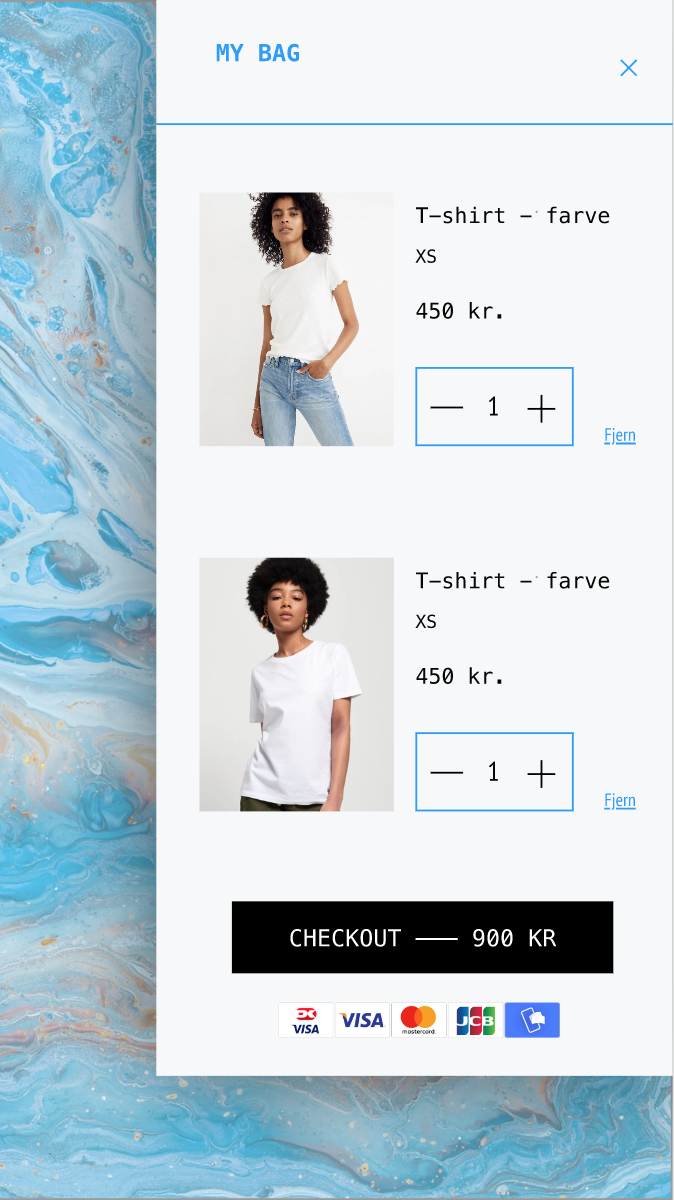 MY BAG
T-shirt - farve
XS
450 kr.
1
Fjern
T-shirt - farve
XS
450 kr.
1
Fjern
CHECKOUT — 900 KR
VISA VISA mastercard JCB